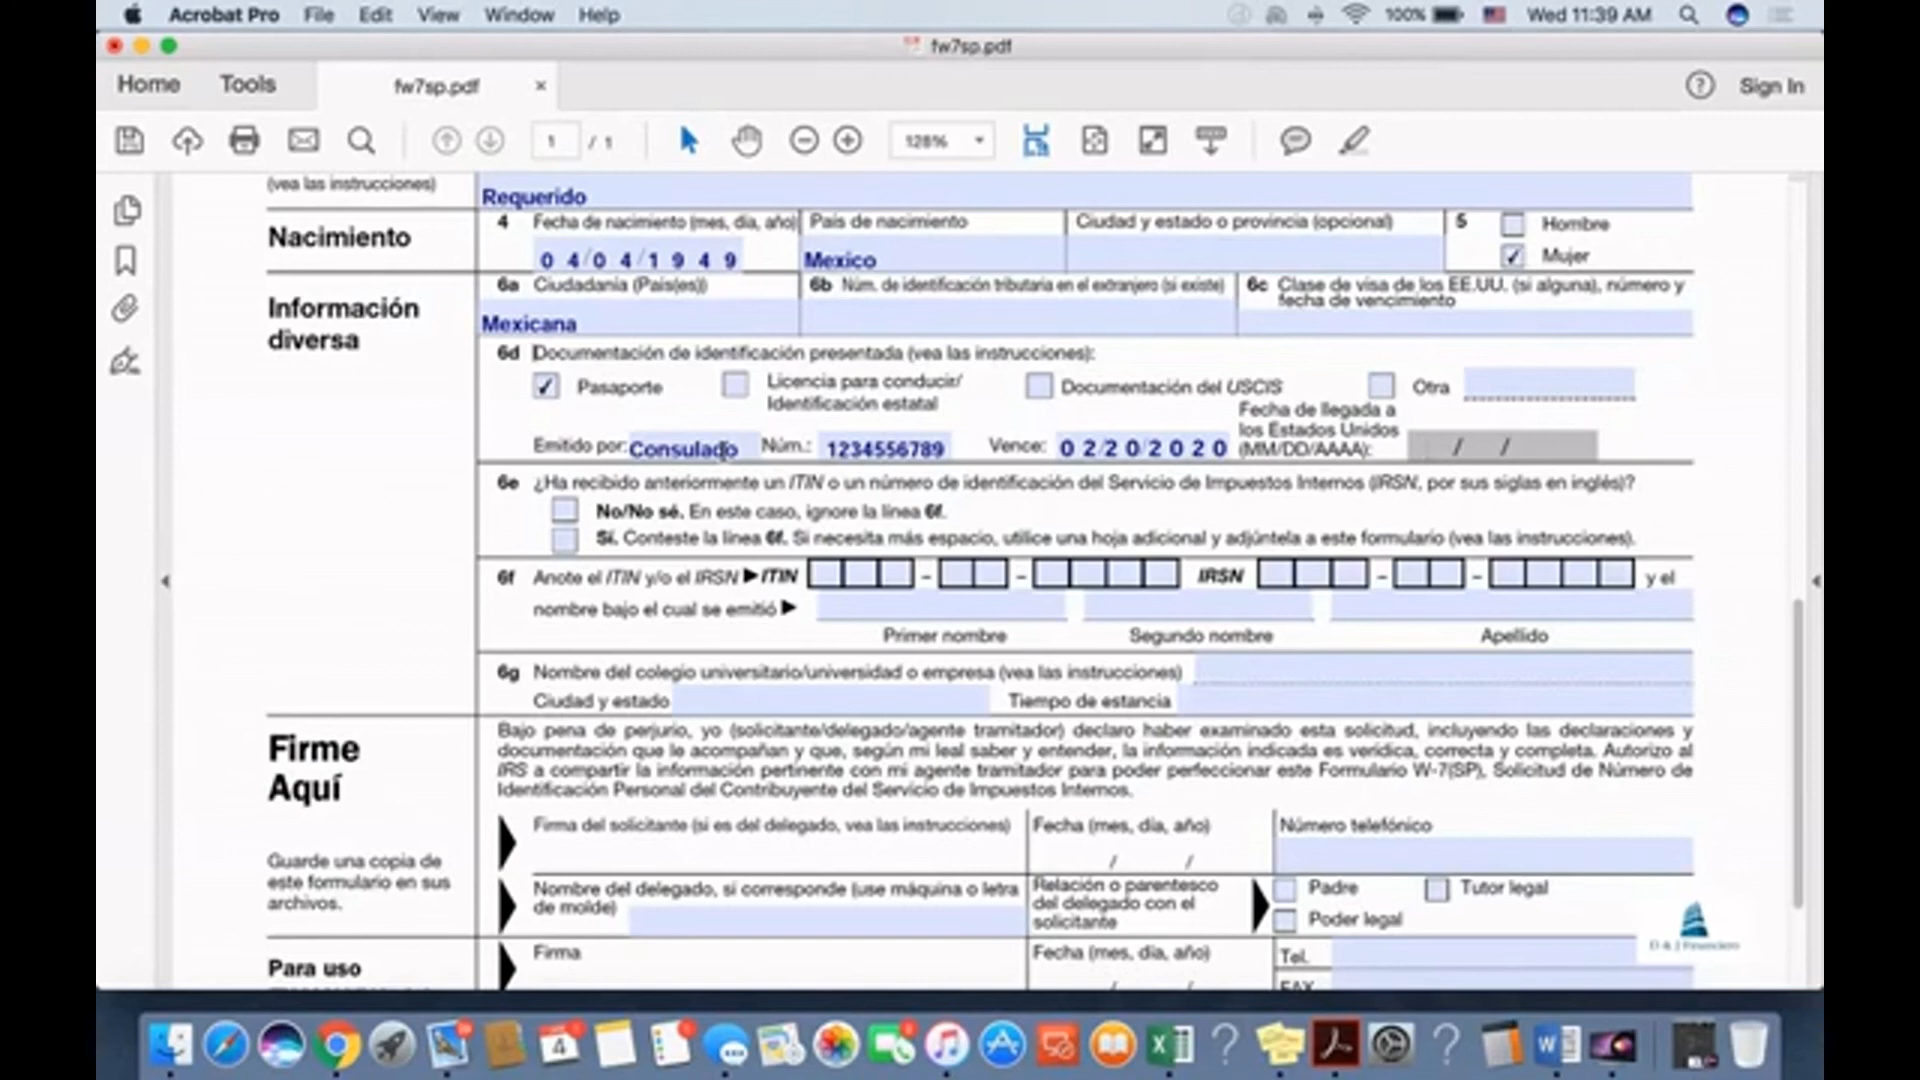 Acrobat Pro File Edit View Window Help 100% Wed 11:39 AM
fw7sp.pdf
Home Tools fw7sp.pdf × ? Sign In
1 / 1 128%
(vea las instrucciones) Requerido
Nacimiento
4 Fecha de nacimiento (mes, día, año) País de nacimiento Ciudad y estado o provincia (opcional) 5 Hombre
04/04/1949 Mexico Mujer
Información diversa
6a Ciudadanía (País(es)) 6b Núm. de identificación tributaria en el extranjero (si existe) 6c Clase de visa de los EE.UU. (si alguna), número y
fecha de vencimiento
Mexicana
6d Documentación de identificación presentada (vea las instrucciones):
Pasaporte Licencia para conducir/ Documentación del USCIS Otra
Identificación estatal
Fecha de llegada a
los Estados Unidos
(MM/DD/AAAA): / /
Emitido por: Consulado Núm.: 1234556789 Vence: 02/20/2020
6e ¿Ha recibido anteriormente un ITIN o un número de identificación del Servicio de Impuestos Internos (IRSN, por sus siglas en inglés)?
No/No sé. En este caso, ignore la línea 6f.
Sí. Conteste la línea 6f. Si necesita más espacio, utilice una hoja adicional y adjúntela a este formulario (vea las instrucciones).
6f Anote el ITIN y/o el IRSN ▶ ITIN – – IRSN – – y el
nombre bajo el cual se emitió ▶
Primer nombre Segundo nombre Apellido
6g Nombre del colegio universitario/universidad o empresa (vea las instrucciones)
Ciudad y estado Tiempo de estancia
Firme
Aquí
Guarde una copia de
este formulario en sus
archivos.
Bajo pena de perjurio, yo (solicitante/delegado/agente tramitador) declaro haber examinado esta solicitud, incluyendo las declaraciones y
documentación que le acompañan y que, según mi leal saber y entender, la información indicada es verídica, correcta y completa. Autorizo al
IRS a compartir la información pertinente con mi agente tramitador para poder perfeccionar este Formulario W-7(SP), Solicitud de Número de
Identificación Personal del Contribuyente del Servicio de Impuestos Internos.
Firma del solicitante (si es del delegado, vea las instrucciones) Fecha (mes, día, año) Número telefónico
/ /
Nombre del delegado, si corresponde (use máquina o letra
de molde)
Relación o parentesco
del delegado con el
solicitante
Padre Tutor legal
Poder legal
D & J Financiero
Para uso
Firma Fecha (mes, día, año) Tel.
/ / FAX
4